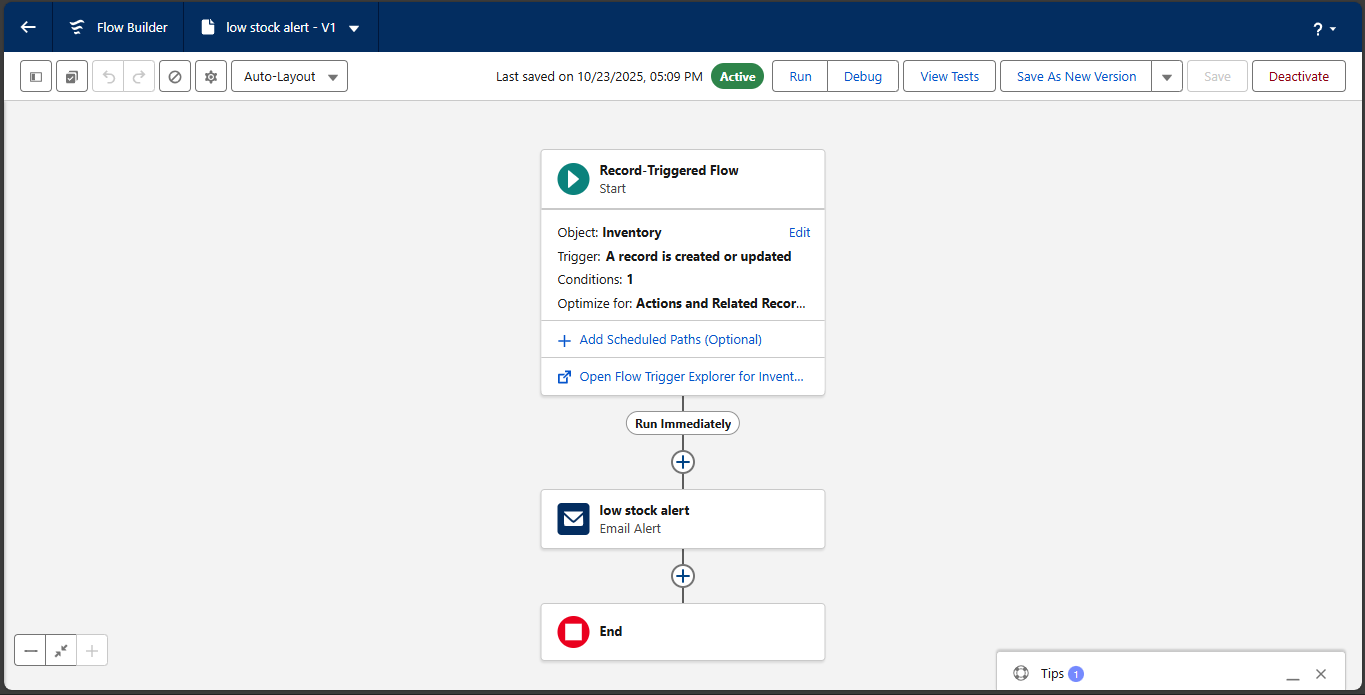 Flow Builder
low stock alert - V1
?
Auto-Layout
Last saved on 10/23/2025, 05:09 PM
Active
Run
Debug
View Tests
Save As New Version
Save
Deactivate
Record-Triggered Flow
Start
Object: Inventory
Edit
Trigger: A record is created or updated
Conditions: 1
Optimize for: Actions and Related Recor...
Add Scheduled Paths (Optional)
Open Flow Trigger Explorer for Invent...
Run Immediately
low stock alert
Email Alert
End
Tips 1